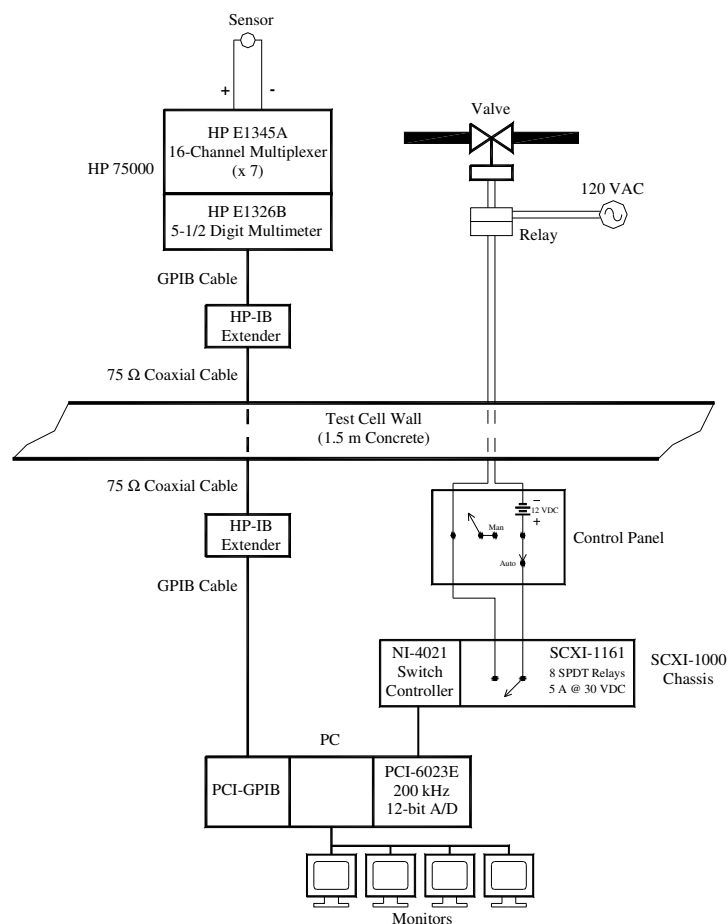 Sensor
+ -
HP E1345A
16-Channel Multiplexer
(x 7)
HP 75000
HP E1326B
5-1/2 Digit Multimeter
Valve
120 VAC
Relay
GPIB Cable
HP-IB
Extender
75 Ω Coaxial Cable
Test Cell Wall
(1.5 m Concrete)
75 Ω Coaxial Cable
HP-IB
Extender
GPIB Cable
−
12 VDC
+
Man
Auto
Control Panel
NI-4021
Switch
Controller
SCXI-1161
8 SPDT Relays
5 A @ 30 VDC
SCXI-1000
Chassis
PC
PCI-GPIB
PCI-6023E
200 kHz
12-bit A/D
Monitors